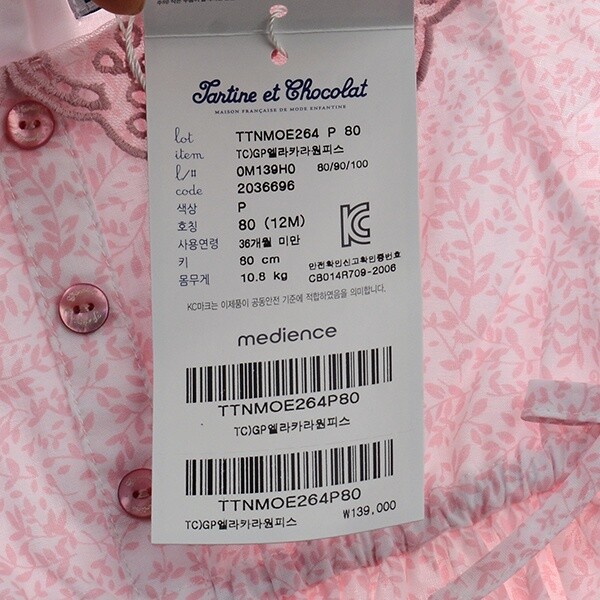 Tartine et Chocolat
MAISON FRANÇAISE DE MODE ENFANTINE
lot TTNMOE264 P 80
item TC)GP엘라카라원피스
l/# 0M139H0 80/90/100
code 2036696
색상 P
호칭 80 (12M)
사용연령 36개월 미만
키 80 cm
몸무게 10.8 kg
안전확인신고확인증번호
CB014R709-2006
KC마크는 이제품이 공통안전 기준에 적합하였음을 의미합니다.
medience
TTNMOE264P80
TC)GP엘라카라원피스
TTNMOE264P80
TC)GP엘라카라원피스 ₩139,000